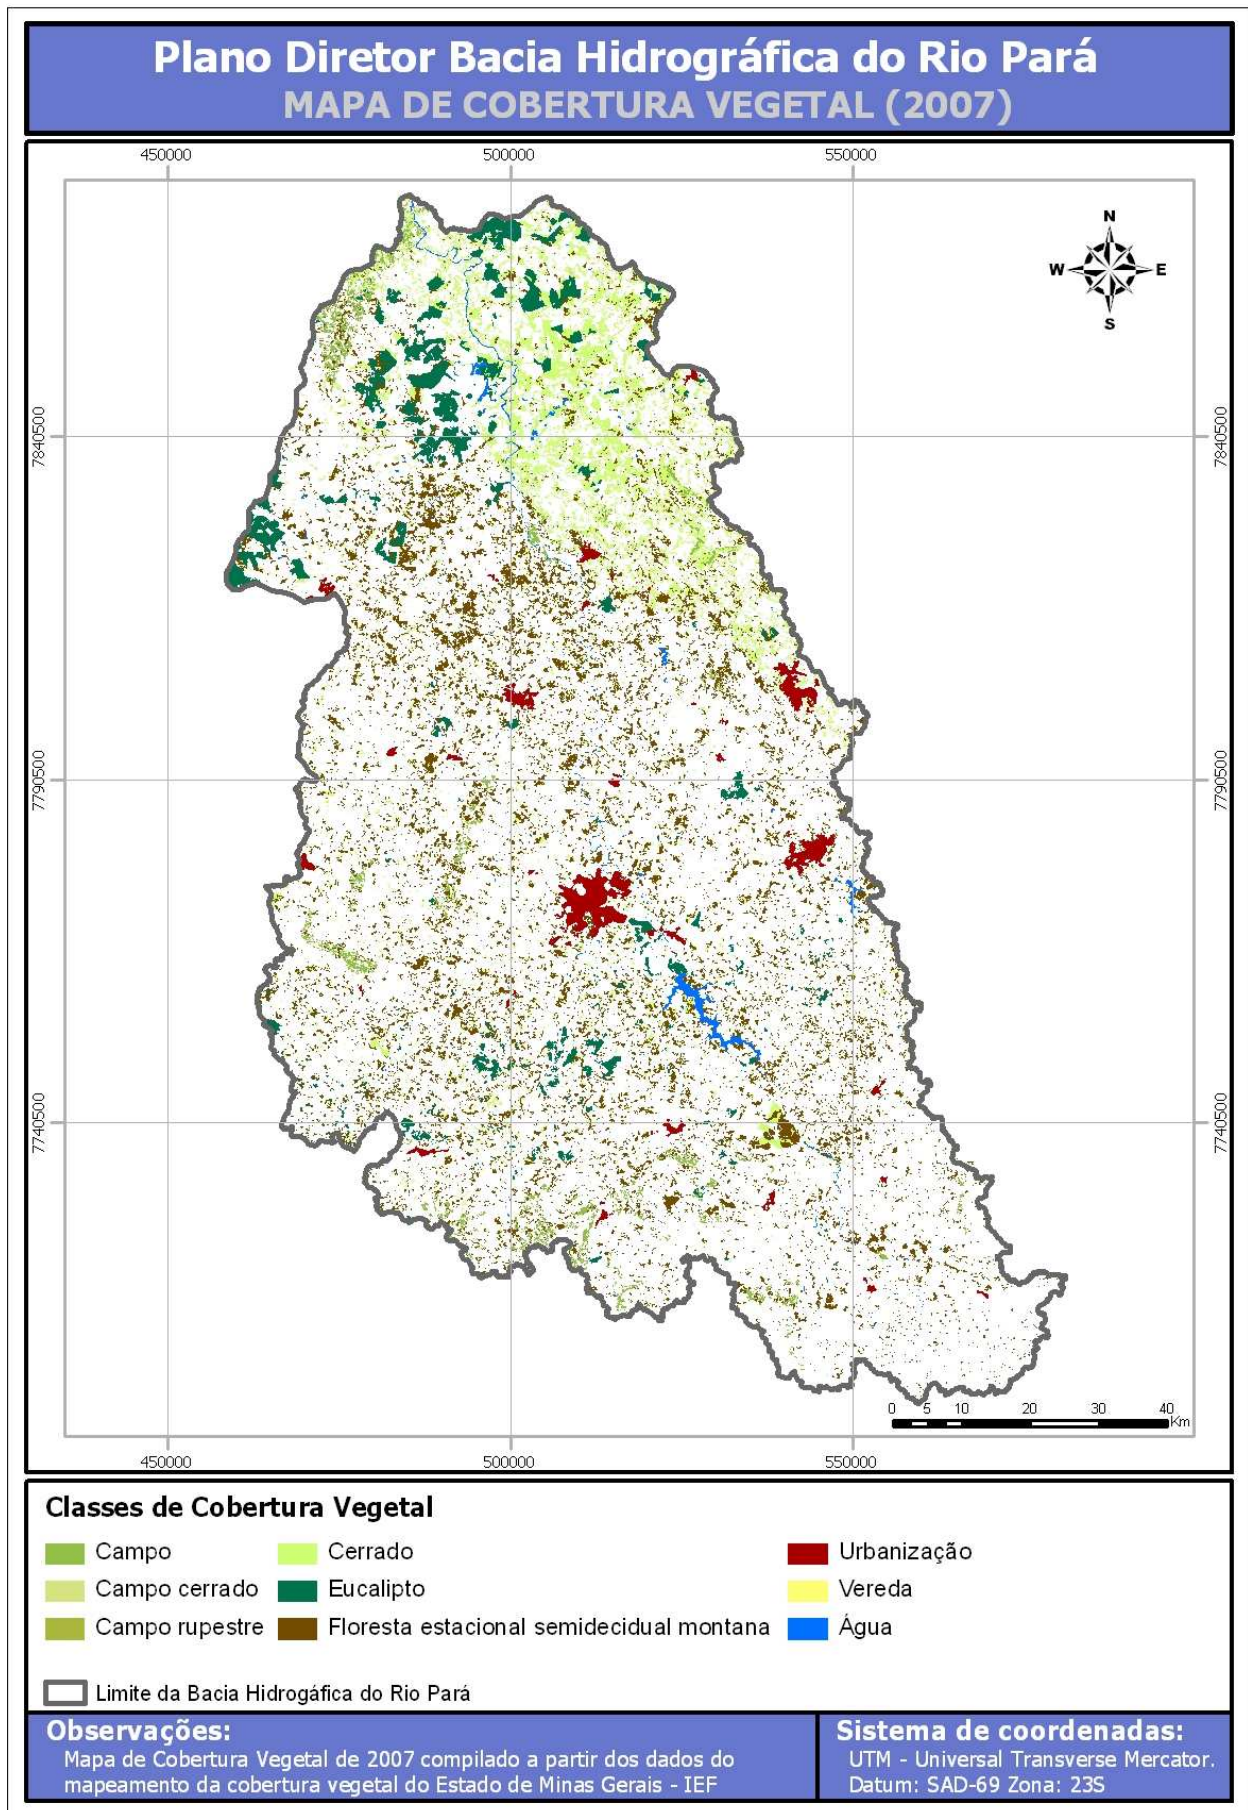 Plano Diretor Bacia Hidrográfica do Rio Pará
MAPA DE COBERTURA VEGETAL (2007)
450000 500000 550000
N
W E
S
7840500 7840500
7790500 7790500
7740500 7740500
0 5 10 20 30 40
Km
450000 500000 550000
Classes de Cobertura Vegetal
Campo Cerrado Urbanização
Campo cerrado Eucalipto Vereda
Campo rupestre Floresta estacional semidecidual montana Água
Limite da Bacia Hidrogáfica do Rio Pará
Observações:
Mapa de Cobertura Vegetal de 2007 compilado a partir dos dados do
mapeamento da cobertura vegetal do Estado de Minas Gerais - IEF
Sistema de coordenadas:
UTM - Universal Transverse Mercator.
Datum: SAD-69 Zona: 23S